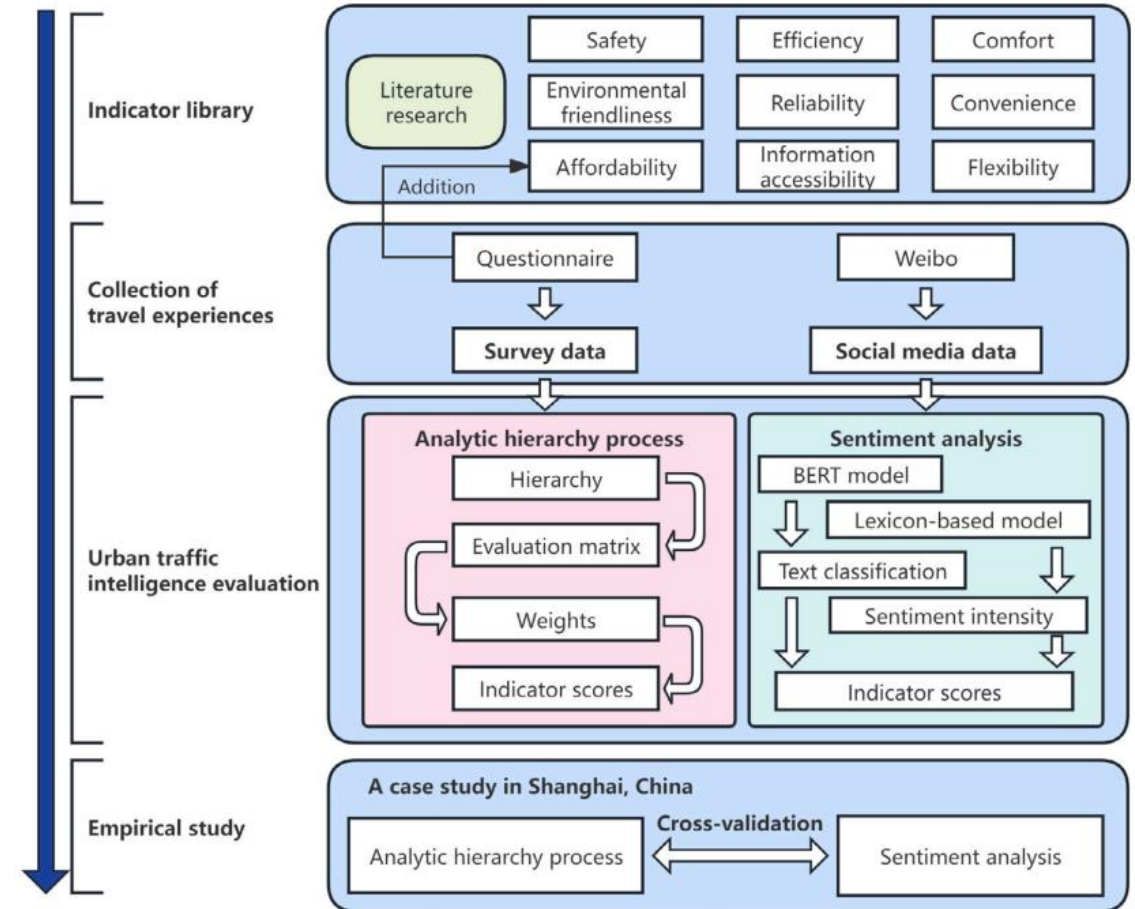 Indicator library
Literature
research
Safety
Efficiency
Comfort
Environmental
friendliness
Reliability
Convenience
Affordability
Information
accessibility
Flexibility
Addition
Collection of
travel experiences
Questionnaire
Weibo
Survey data
Social media data
Urban traffic
intelligence evaluation
Analytic hierarchy process
Hierarchy
Evaluation matrix
Weights
Indicator scores
Sentiment analysis
BERT model
Lexicon-based model
Text classification
Sentiment intensity
Indicator scores
Empirical study
A case study in Shanghai, China
Analytic hierarchy process
Cross-validation
Sentiment analysis